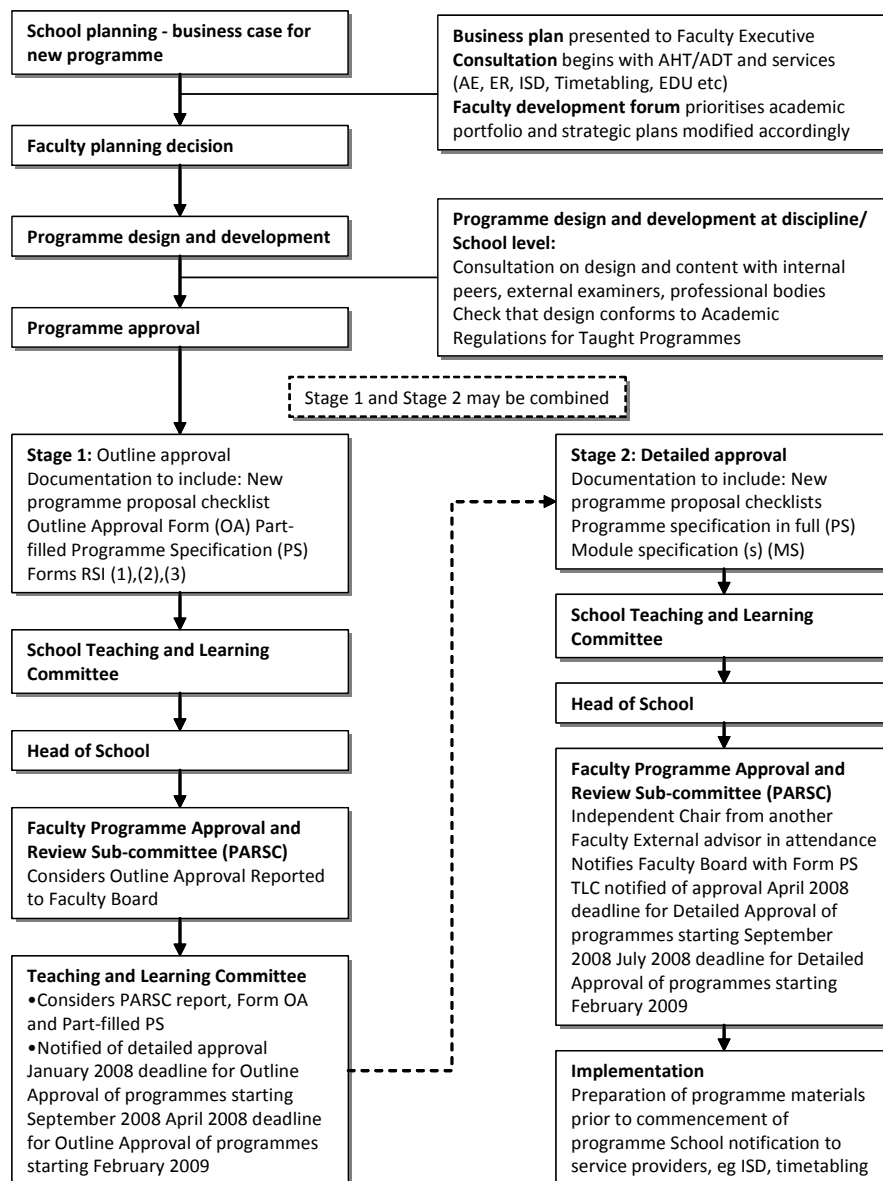 School planning - business case for
new programme
Business plan presented to Faculty Executive
Consultation begins with AHT/ADT and services
(AE, ER, ISD, Timetabling, EDU etc)
Faculty development forum prioritises academic
portfolio and strategic plans modified accordingly
Faculty planning decision
Programme design and development
Programme design and development at discipline/
School level:
Consultation on design and content with internal
peers, external examiners, professional bodies
Check that design conforms to Academic
Regulations for Taught Programmes
Programme approval
Stage 1 and Stage 2 may be combined
Stage 1: Outline approval
Documentation to include: New
programme proposal checklist
Outline Approval Form (OA) Part-
filled Programme Specification (PS)
Forms RSI (1),(2),(3)
School Teaching and Learning
Committee
Head of School
Faculty Programme Approval and
Review Sub-committee (PARSC)
Considers Outline Approval Reported
to Faculty Board
Teaching and Learning Committee
•Considers PARSC report, Form OA
and Part-filled PS
•Notified of detailed approval
January 2008 deadline for Outline
Approval of programmes starting
September 2008 April 2008 deadline
for Outline Approval of programmes
starting February 2009
Stage 2: Detailed approval
Documentation to include: New
programme proposal checklists
Programme specification in full (PS)
Module specification (s) (MS)
School Teaching and Learning
Committee
Head of School
Faculty Programme Approval and
Review Sub-committee (PARSC)
Independent Chair from another
Faculty External advisor in attendance
Notifies Faculty Board with Form PS
TLC notified of approval April 2008
deadline for Detailed Approval of
programmes starting September
2008 July 2008 deadline for Detailed
Approval of programmes starting
February 2009
Implementation
Preparation of programme materials
prior to commencement of
programme School notification to
service providers, eg ISD, timetabling